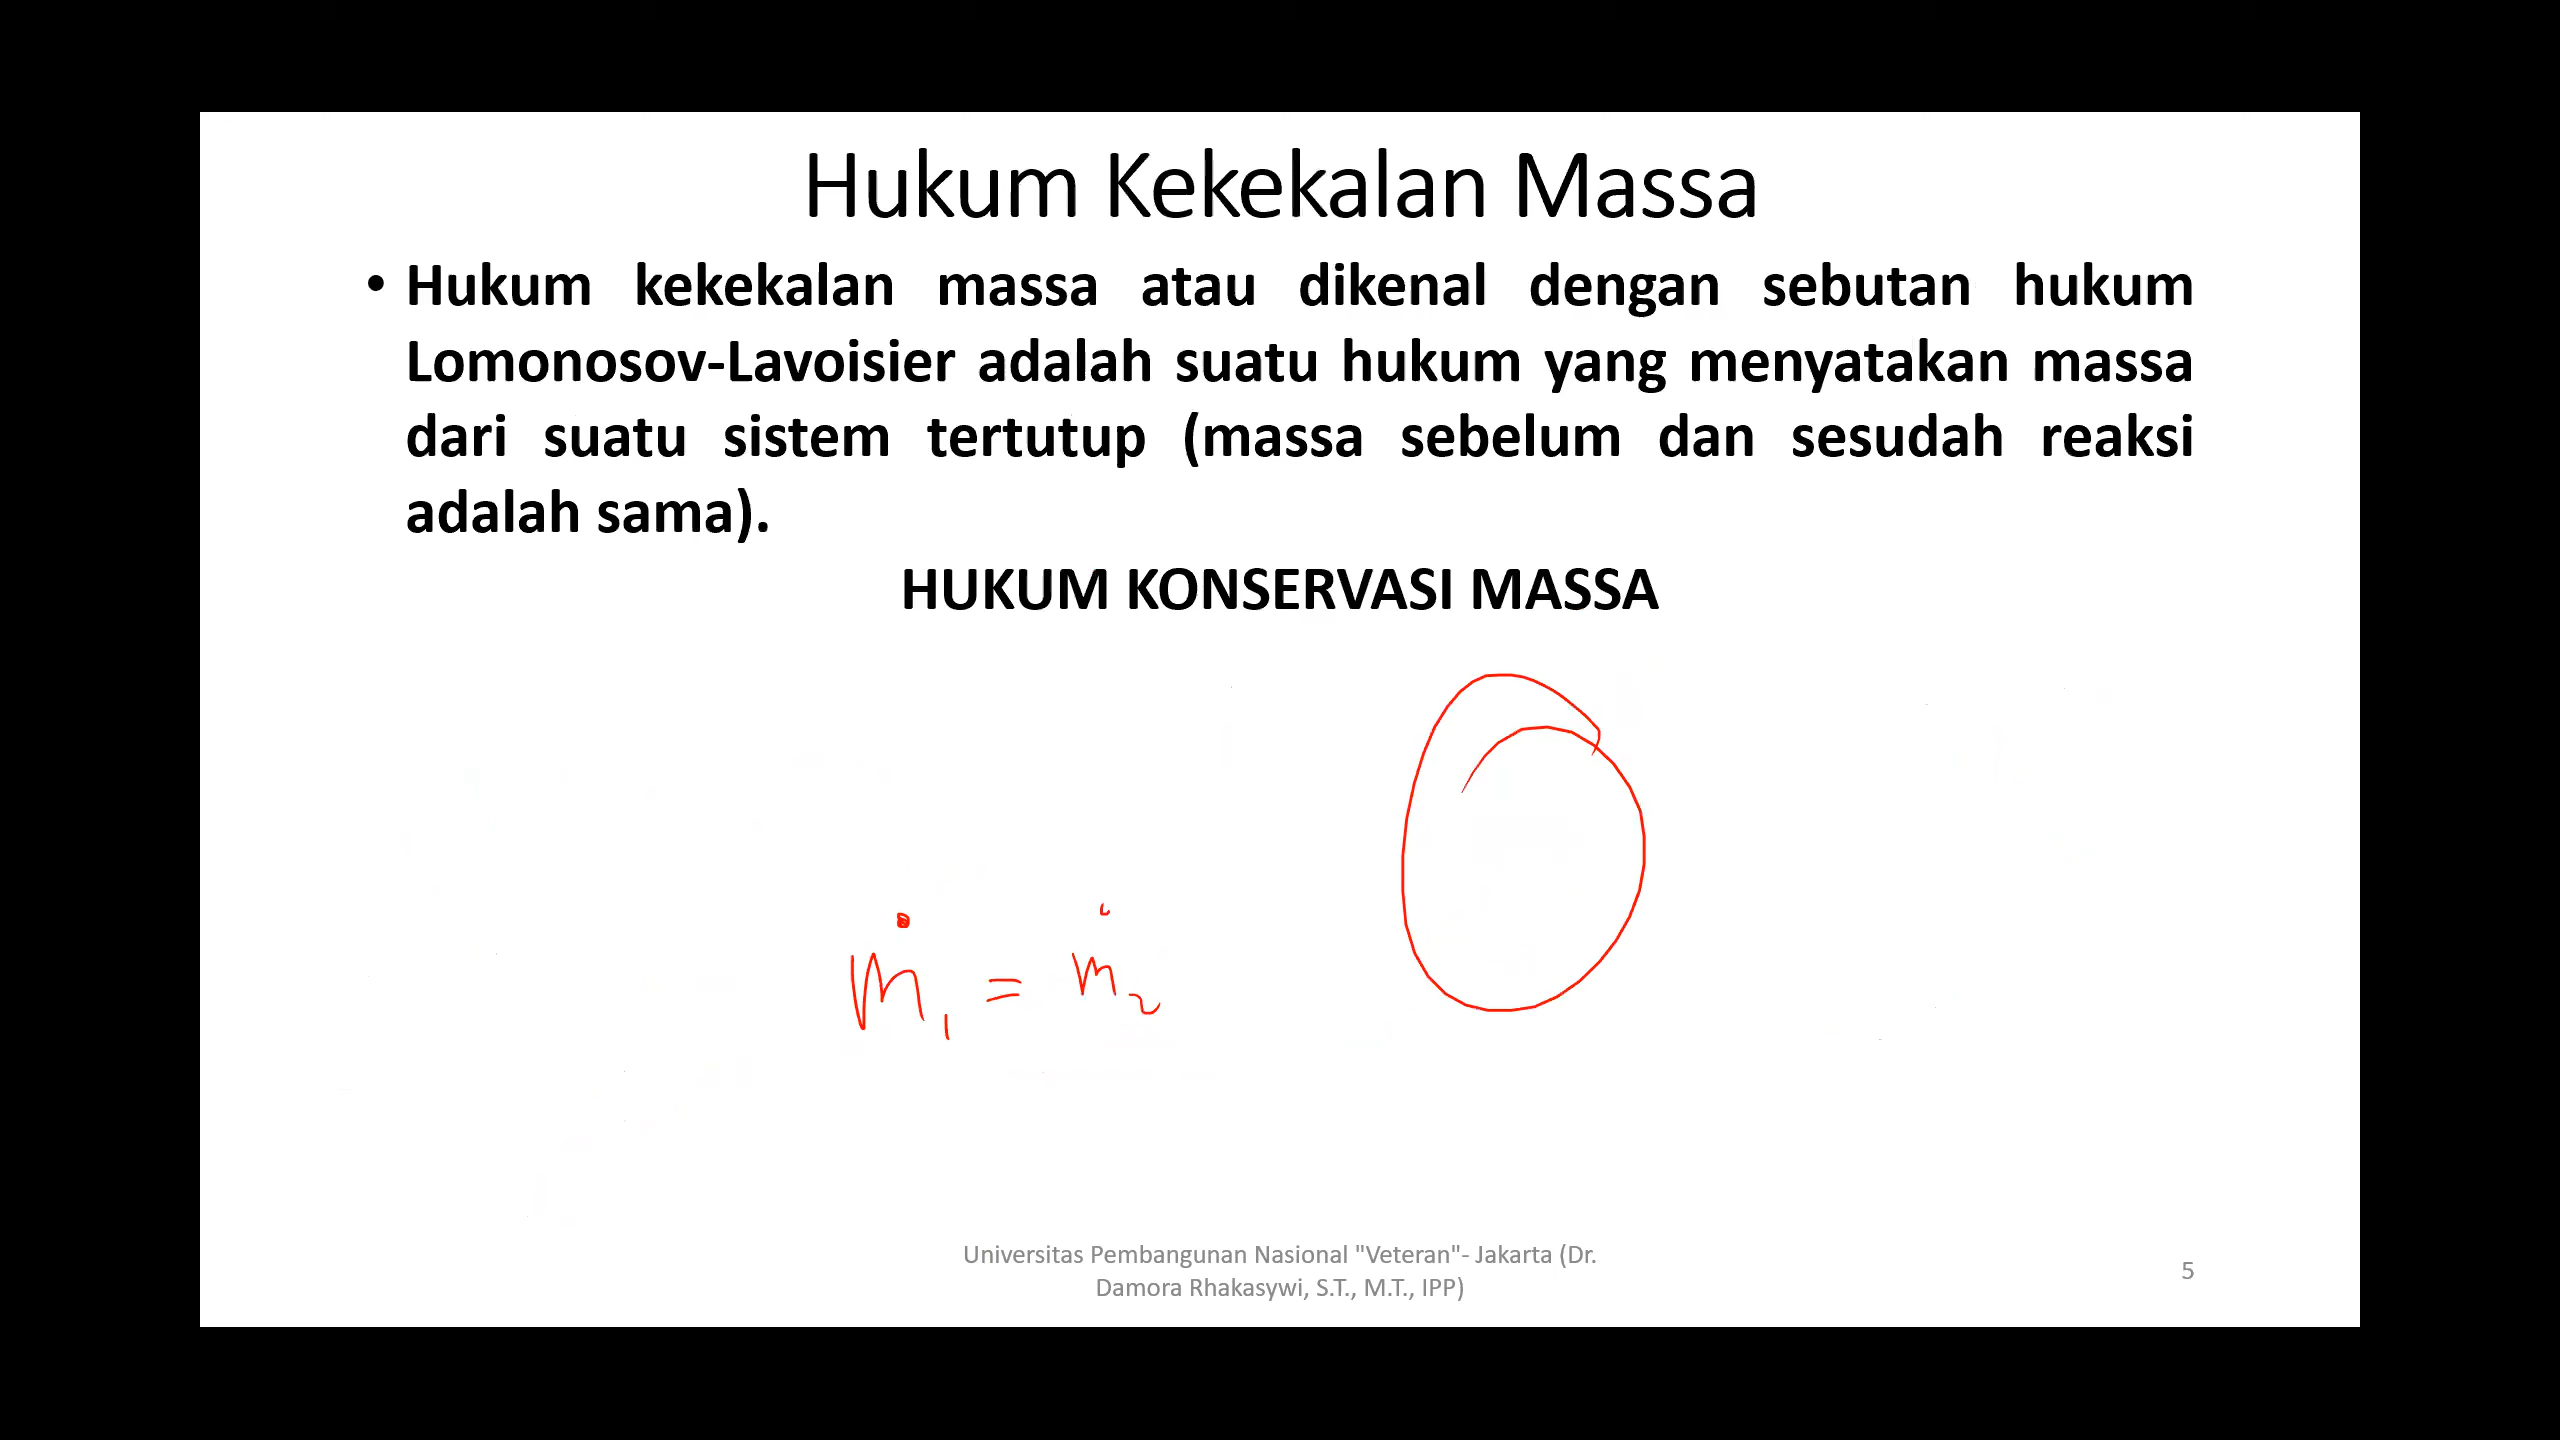 Hukum Kekekalan Massa
• Hukum kekekalan massa atau dikenal dengan sebutan hukum
Lomonosov-Lavoisier adalah suatu hukum yang menyatakan massa
dari suatu sistem tertutup (massa sebelum dan sesudah reaksi
adalah sama).
HUKUM KONSERVASI MASSA
ṁ₁ = ṁ₂
Universitas Pembangunan Nasional "Veteran"- Jakarta (Dr.
Damora Rhakasywi, S.T., M.T., IPP)
5